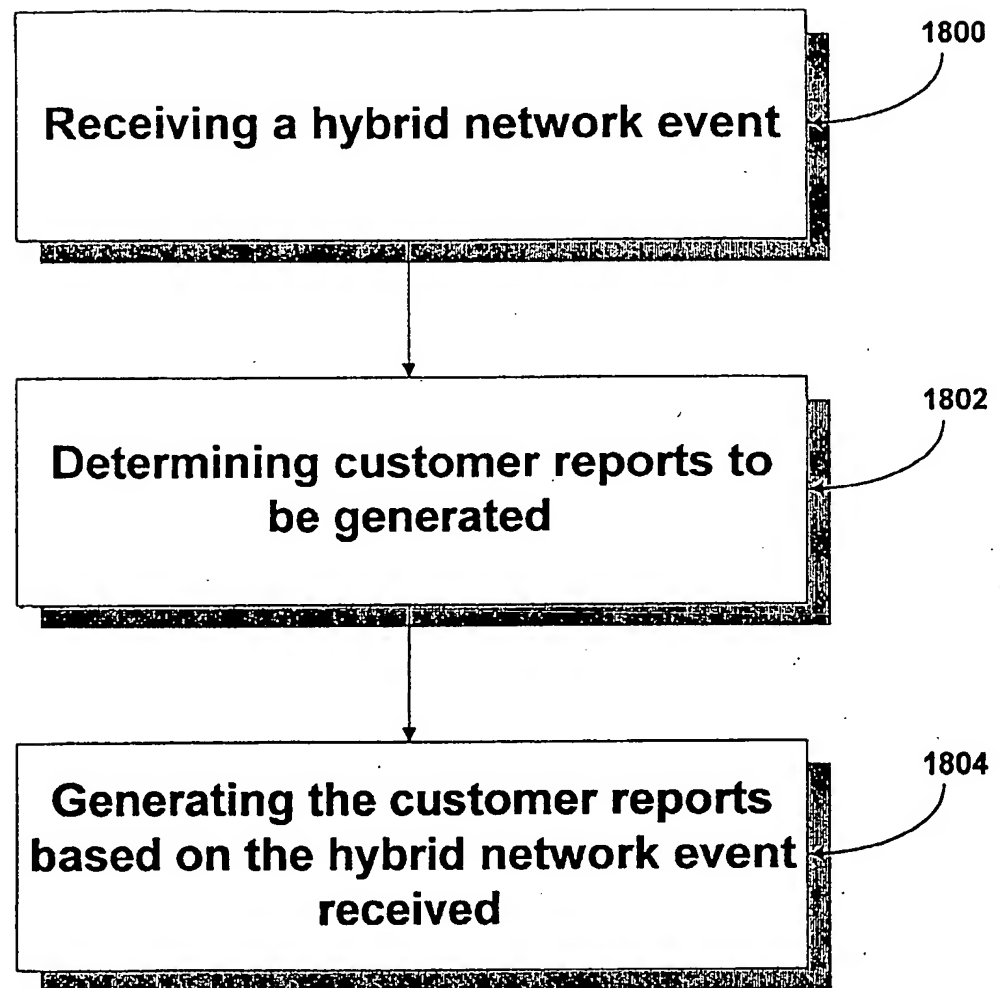 1800
Receiving a hybrid network event
1802
Determining customer reports to
be generated
1804
Generating the customer reports
based on the hybrid network event
received